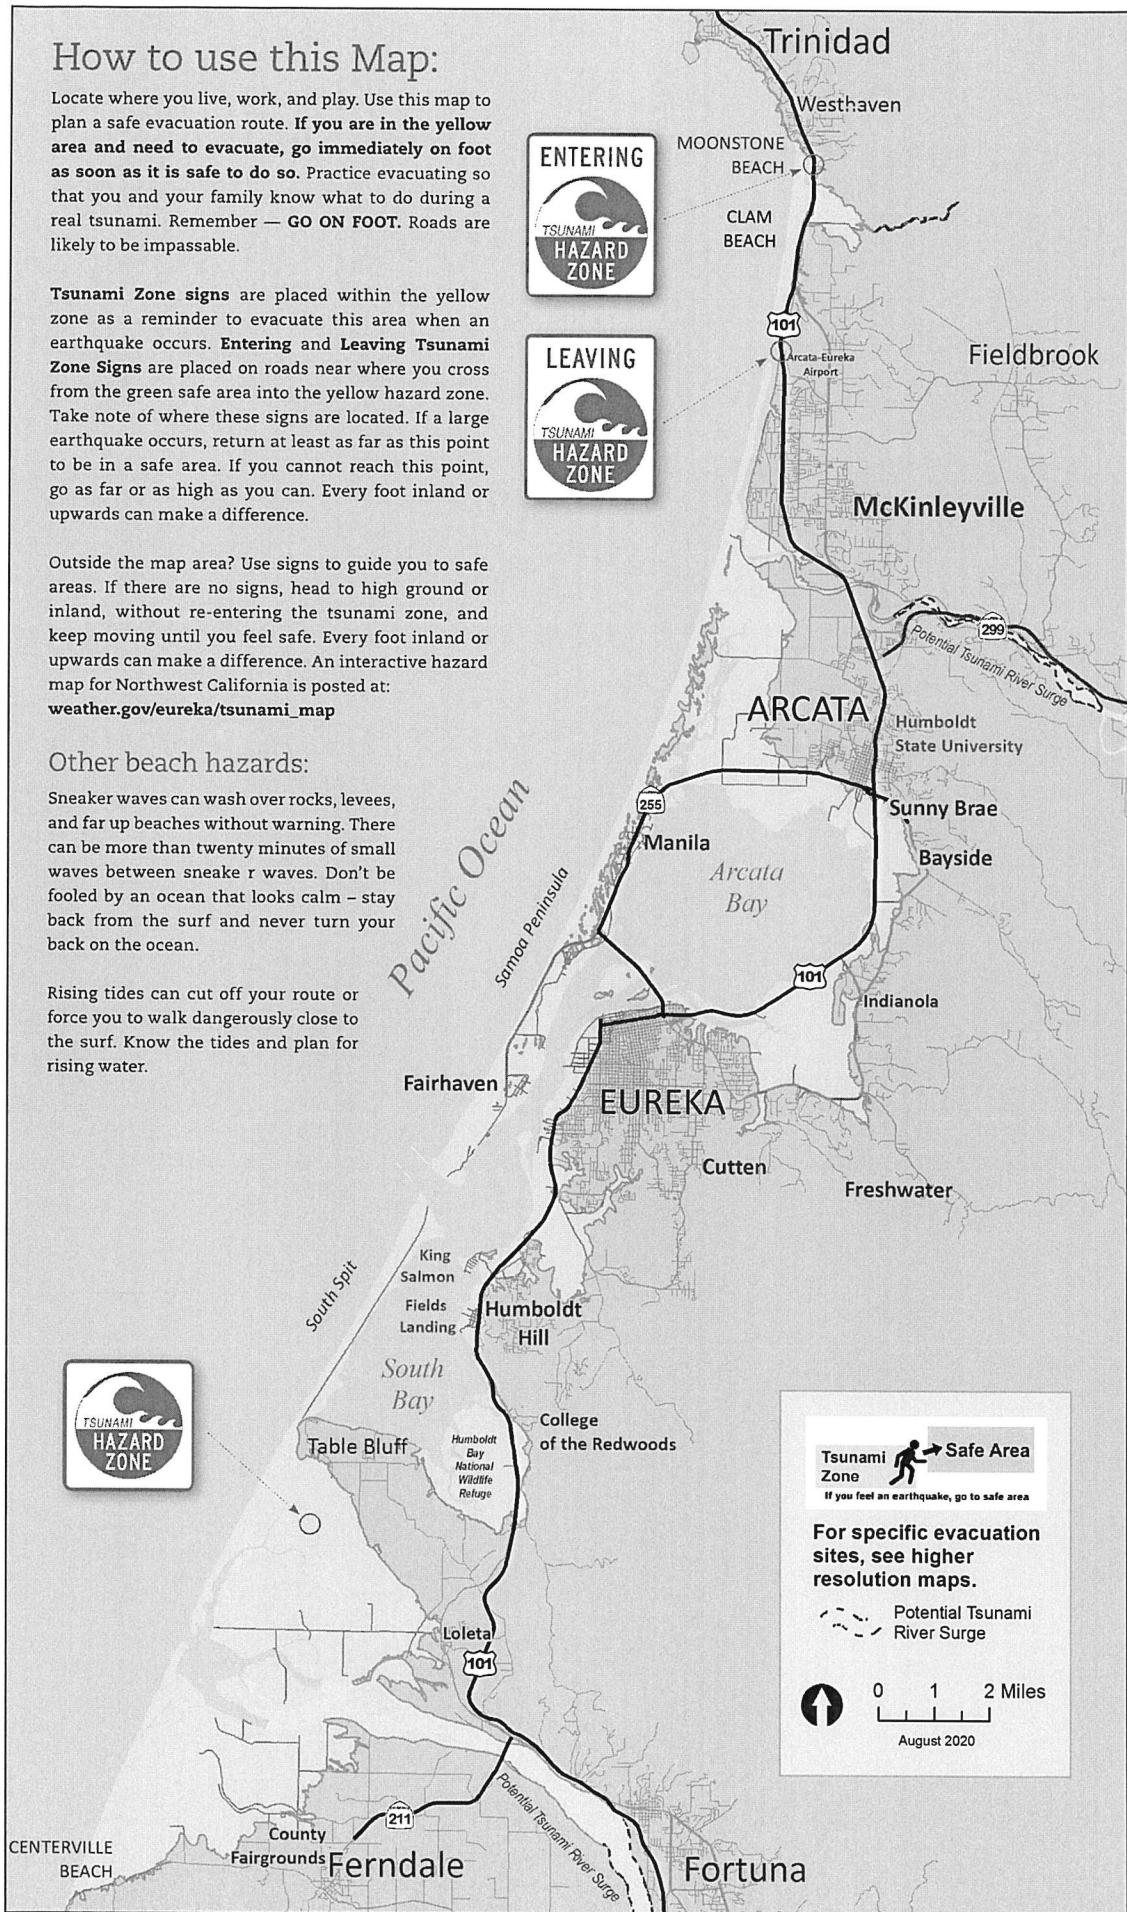 How to use this Map:
Locate where you live, work, and play. Use this map to
plan a safe evacuation route. If you are in the yellow
area and need to evacuate, go immediately on foot
as soon as it is safe to do so. Practice evacuating so
that you and your family know what to do during a
real tsunami. Remember — GO ON FOOT. Roads are
likely to be impassable.
Tsunami Zone signs are placed within the yellow
zone as a reminder to evacuate this area when an
earthquake occurs. Entering and Leaving Tsunami
Zone Signs are placed on roads near where you cross
from the green safe area into the yellow hazard zone.
Take note of where these signs are located. If a large
earthquake occurs, return at least as far as this point
to be in a safe area. If you cannot reach this point,
go as far or as high as you can. Every foot inland or
upwards can make a difference.
Outside the map area? Use signs to guide you to safe
areas. If there are no signs, head to high ground or
inland, without re-entering the tsunami zone, and
keep moving until you feel safe. Every foot inland or
upwards can make a difference. An interactive hazard
map for Northwest California is posted at:
weather.gov/eureka/tsunami_map
Other beach hazards:
Sneaker waves can wash over rocks, levees,
and far up beaches without warning. There
can be more than twenty minutes of small
waves between sneake r waves. Don't be
fooled by an ocean that looks calm – stay
back from the surf and never turn your
back on the ocean.
Rising tides can cut off your route or
force you to walk dangerously close to
the surf. Know the tides and plan for
rising water.
ENTERING
TSUNAMI
HAZARD
ZONE
LEAVING
TSUNAMI
HAZARD
ZONE
Trinidad
Westhaven
MOONSTONE
BEACH
CLAM
BEACH
101
Arcata-Eureka
Airport
Fieldbrook
McKinleyville
299
Potential Tsunami River Surge
ARCATA
Humboldt
State University
255
Sunny Brae
Manila
Bayside
Arcata
Bay
Pacific Ocean
Samoa Peninsula
101
Indianola
Fairhaven
EUREKA
Cutten
Freshwater
King
Salmon
South Spit
Fields
Landing
Humboldt
Hill
South
Bay
TSUNAMI
HAZARD
ZONE
College
of the Redwoods
Table Bluff
Humboldt
Bay
National
Wildlife
Refuge
Loleta
101
Potential Tsunami River Surge
211
County
Fairgrounds
CENTERVILLE
BEACH
Ferndale
Fortuna
Tsunami
Zone
Safe Area
If you feel an earthquake, go to safe area
For specific evacuation
sites, see higher
resolution maps.
Potential Tsunami
River Surge
0 1 2 Miles
August 2020